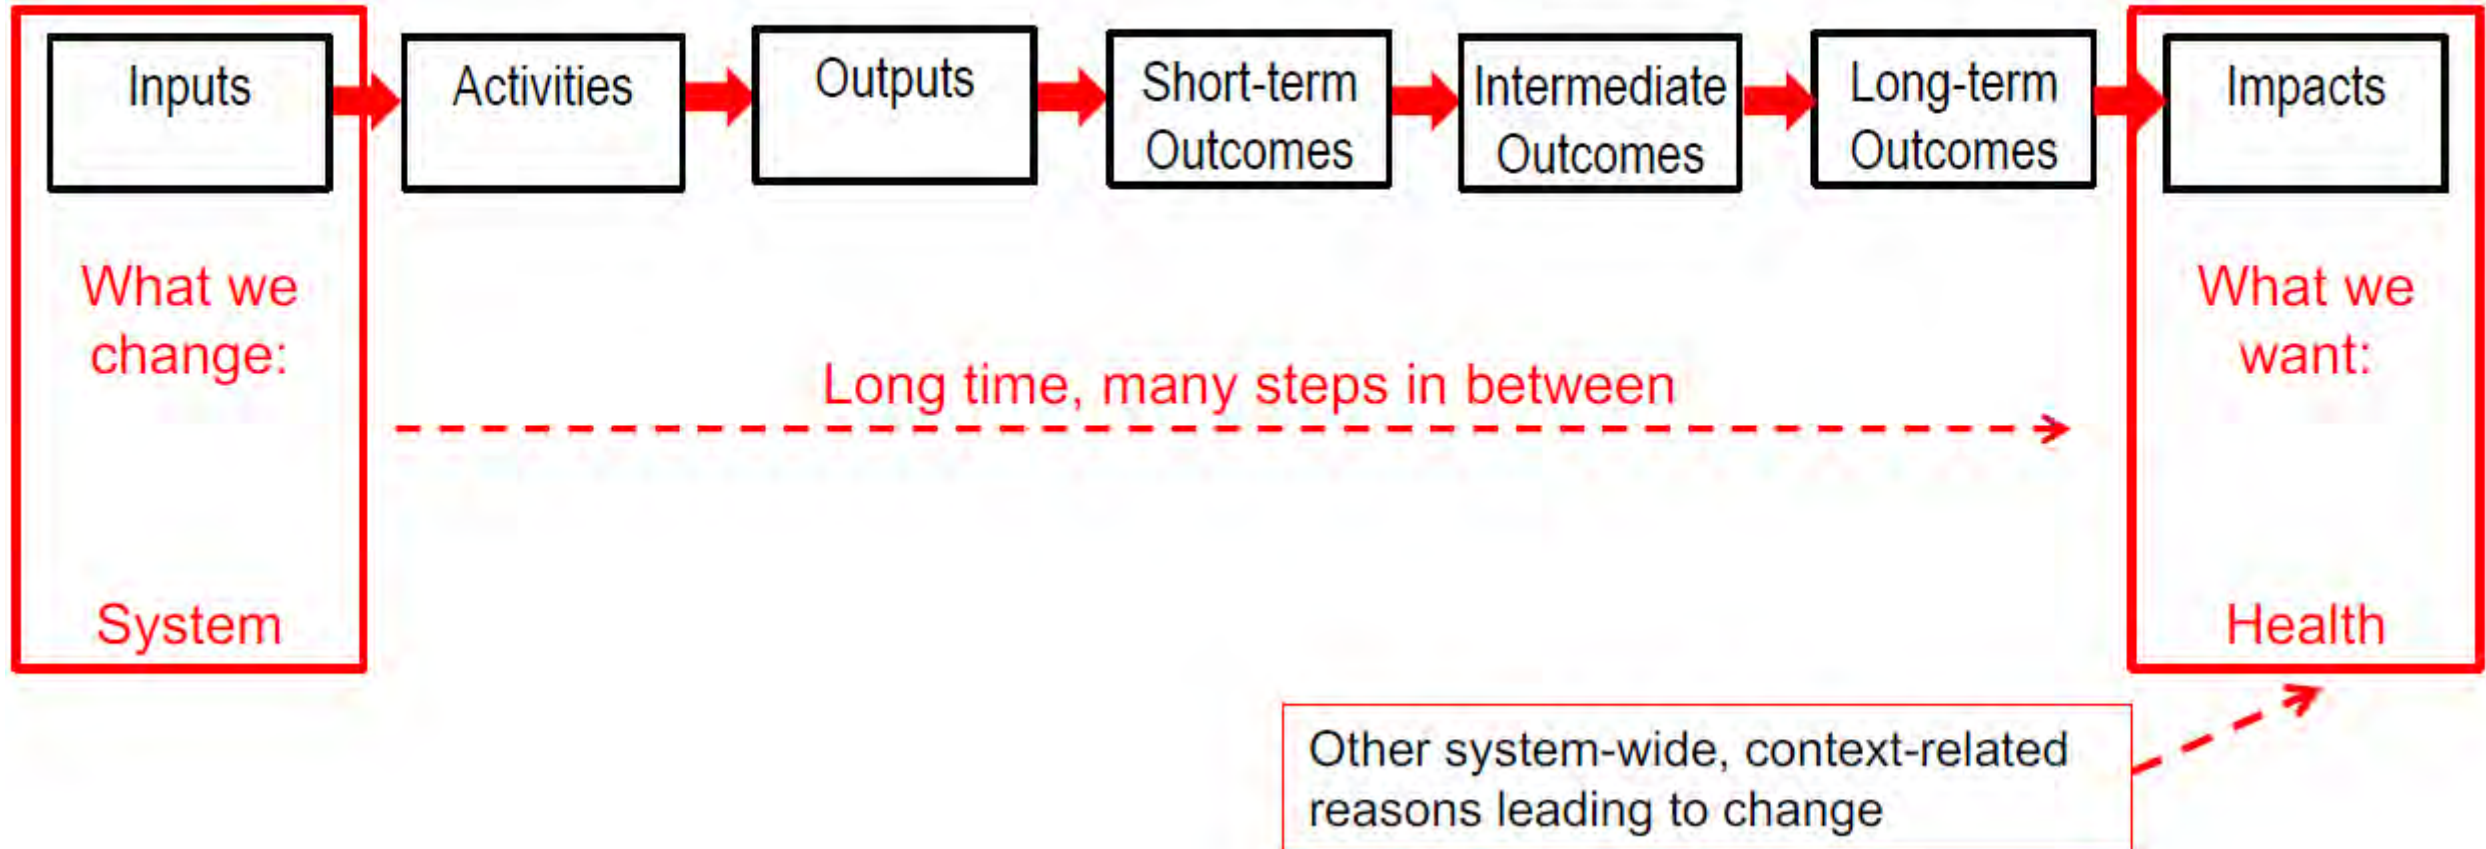 Inputs
Activities
Outputs
Short-term
Outcomes
Intermediate
Outcomes
Long-term
Outcomes
Impacts
What we
change:
System
Long time, many steps in between
What we
want:
Health
Other system-wide, context-related
reasons leading to change